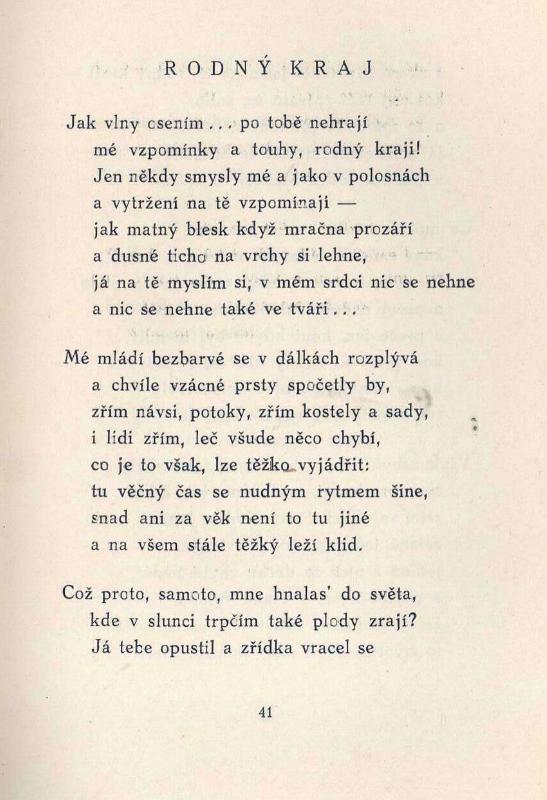 RODNÝ KRAJ
Jak vlny osením... po tobě nehrají
mé vzpomínky a touhy, rodný kraji!
Jen někdy smysly mé a jako v polosnách
a vytržení na tě vzpomínají —
jak matný blesk když mračna prozáří
a dusné ticho na vrchy si lehne,
já na tě myslím si, v mém srdci nic se nehne
a nic se nehne také ve tváři...
Mé mládí bezbarvé se v dálkách rozplývá
a chvíle vzácné prsty spočetly by,
zřím návsi, potoky, zřím kostely a sady,
i lidi zřím, leč všude něco chybí,
co je to však, lze těžko vyjádřit:
tu věčný čas se nudným rytmem šine,
snad ani za věk není to tu jiné
a na všem stále těžký leží klid.
Což proto, samoto, mne hnalas' do světa,
kde v slunci trpčím také plody zrají?
Já tebe opustil a zřídka vracel se
41